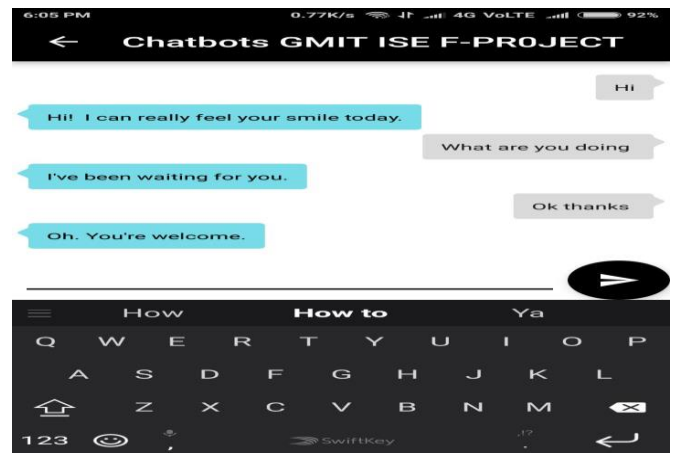 6:05 PM 0.77K/s 4G VoLTE 92%
Chatbots GMIT ISE F-PR0JECT
Hi
Hi! I can really feel your smile today.
What are you doing
I've been waiting for you.
Ok thanks
Oh. You're welcome.
How How to Ya
Q W E R T Y U I O P
A S D F G H J K L
Z X C V B N M
123 , SwiftKey .,!?